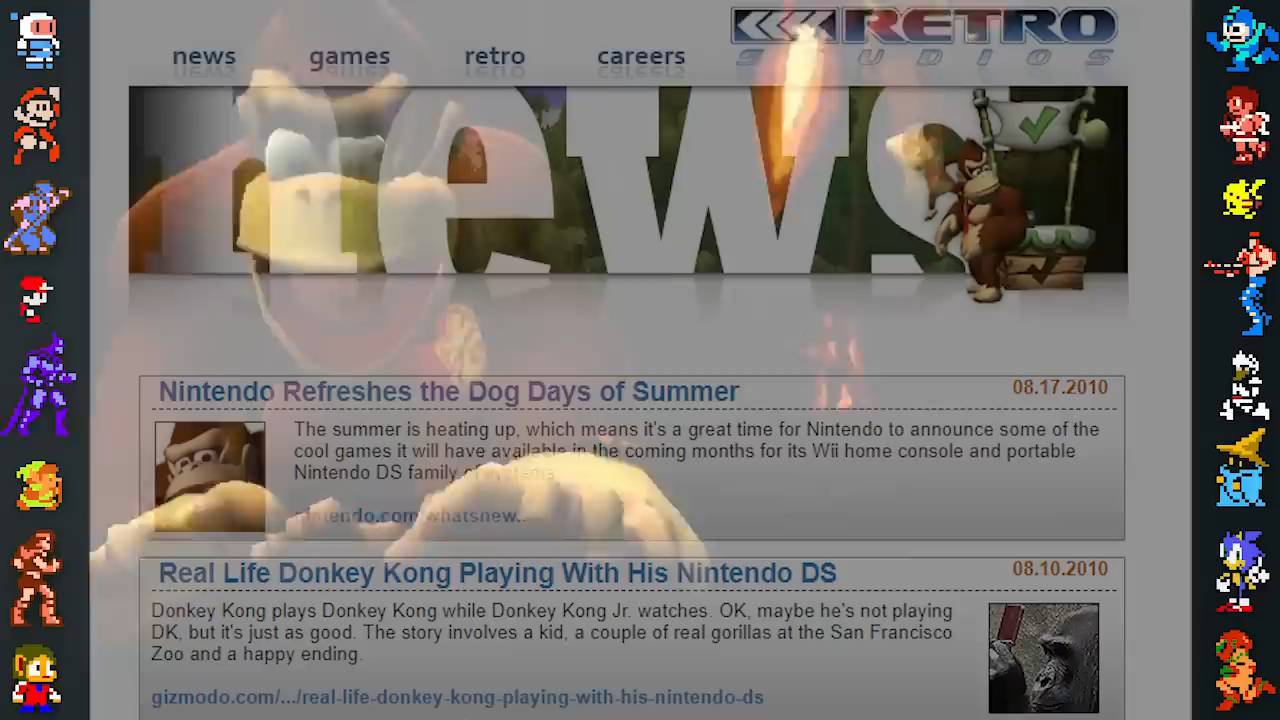 news games retro careers
RETRO
STUDIOS
news
Nintendo Refreshes the Dog Days of Summer 08.17.2010
The summer is heating up, which means it's a great time for Nintendo to announce some of the
cool games it will have available in the coming months for its Wii home console and portable
Nintendo DS family of systems.
nintendo.com/whatsnew...
Real Life Donkey Kong Playing With His Nintendo DS 08.10.2010
Donkey Kong plays Donkey Kong while Donkey Kong Jr. watches. OK, maybe he's not playing
DK, but it's just as good. The story involves a kid, a couple of real gorillas at the San Francisco
Zoo and a happy ending.
gizmodo.com/.../real-life-donkey-kong-playing-with-his-nintendo-ds